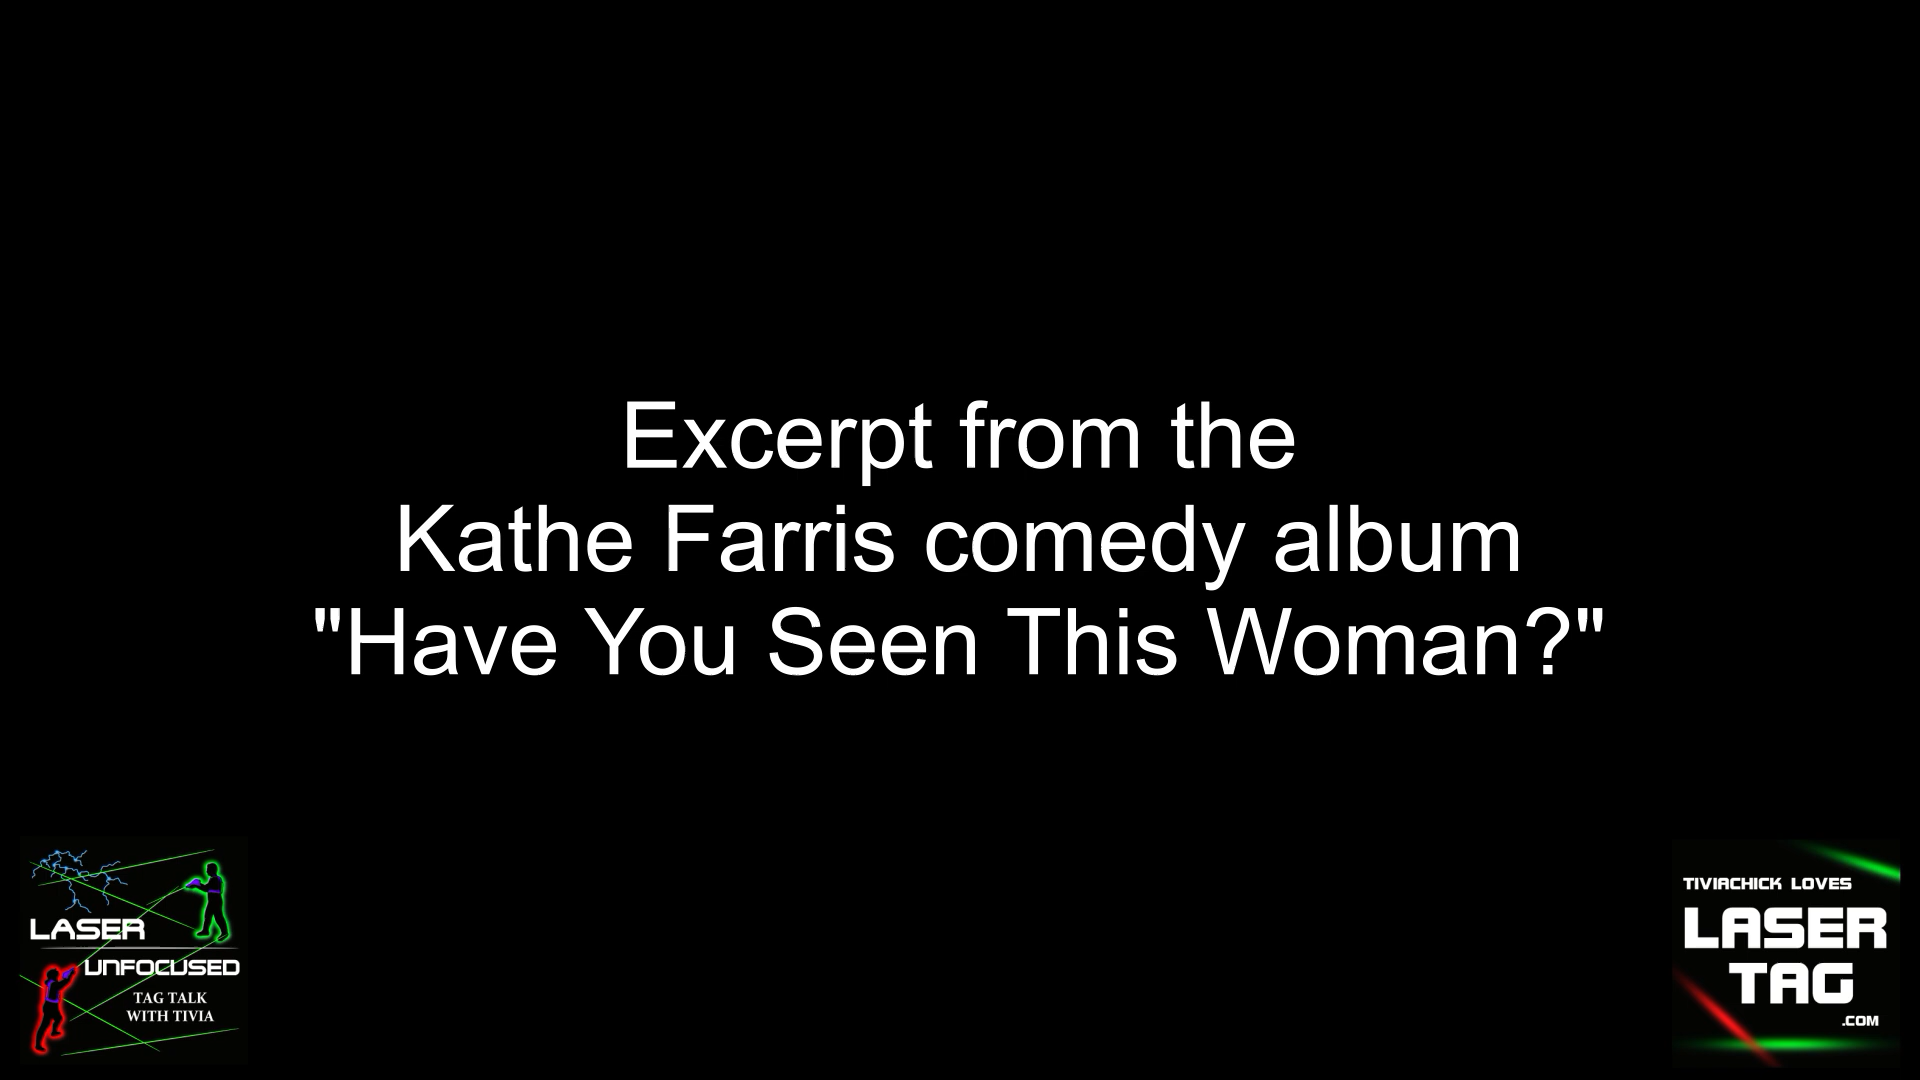 Excerpt from the
Kathe Farris comedy album
"Have You Seen This Woman?"
LASER
UNFOCUSED
TAG TALK
WITH TIVIA
TIVIACHICK LOVES
LASER
TAG
.COM